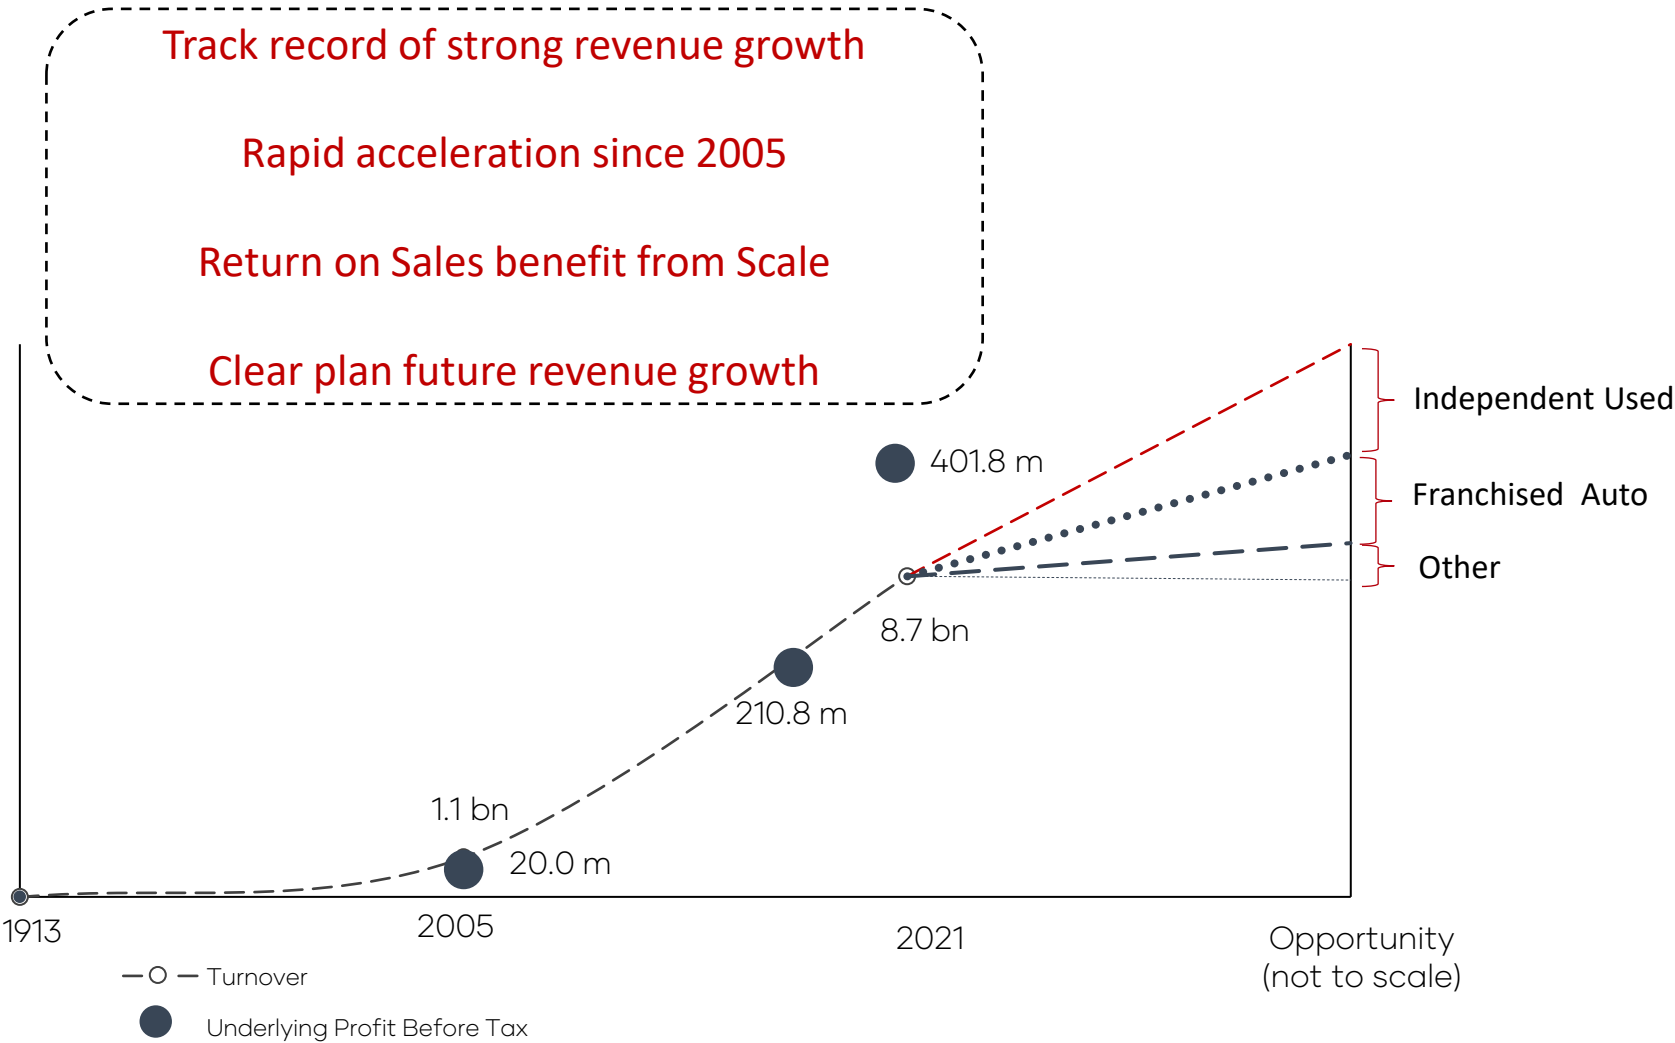 Track record of strong revenue growth
Rapid acceleration since 2005
Return on Sales benefit from Scale
Clear plan future revenue growth
Independent Used
401.8 m
Franchised  Auto
Other
8.7 bn
210.8 m
1.1 bn
20.0 m
1913
2005
2021
Opportunity
(not to scale)
Turnover
Underlying Profit Before Tax